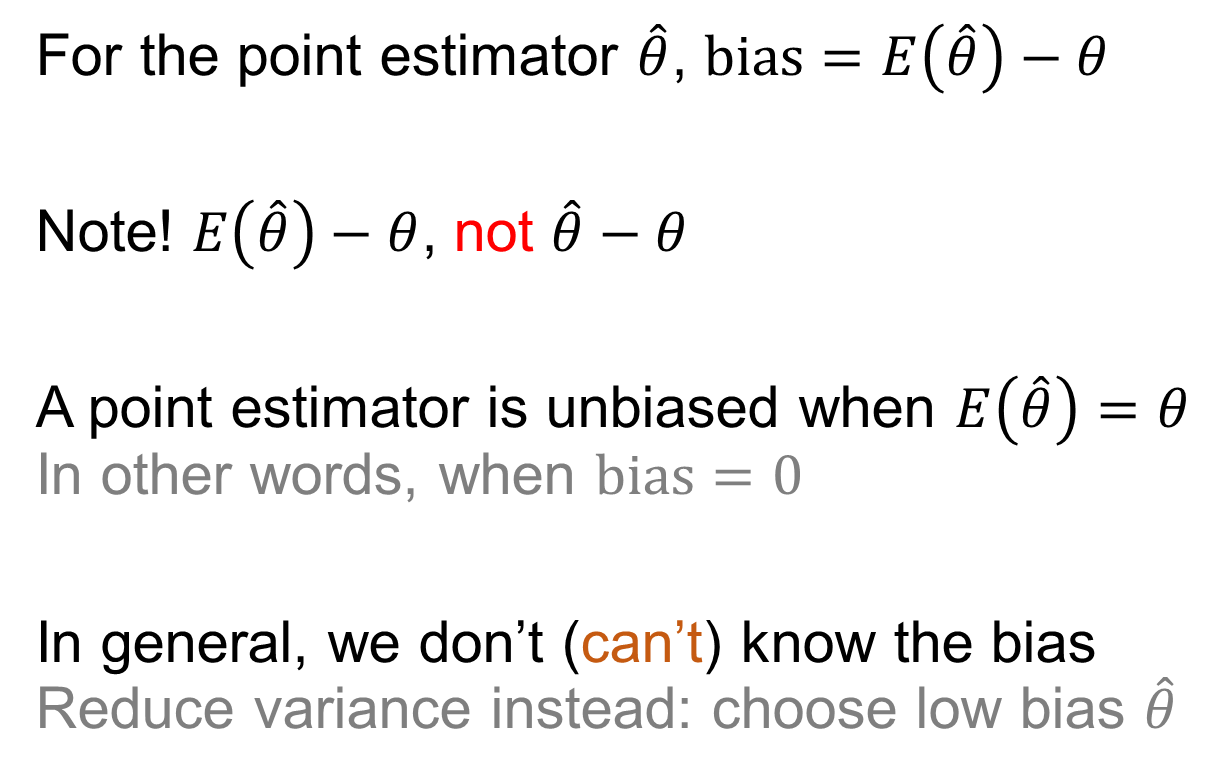 For the point estimator θ̂, bias = E(θ̂) − θ
Note! E(θ̂) − θ, not θ̂ − θ
A point estimator is unbiased when E(θ̂) = θ
In other words, when bias = 0
In general, we don’t (can’t) know the bias
Reduce variance instead: choose low bias θ̂